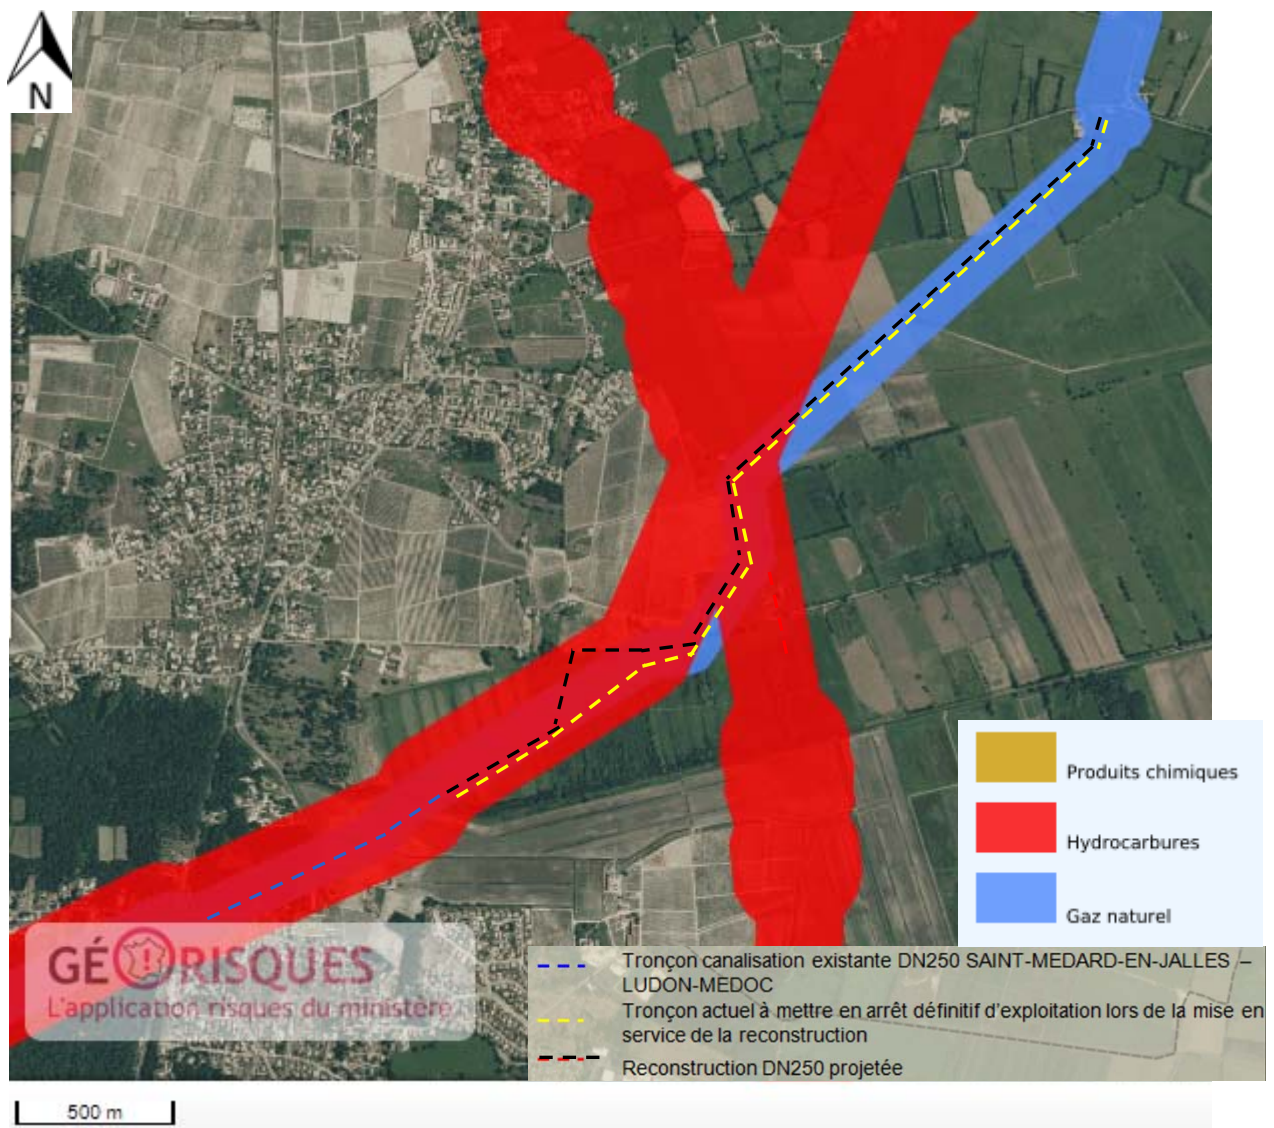 N
Produits chimiques
Hydrocarbures
Gaz naturel
GÉORISQUES
L'application risques du ministère
Tronçon canalisation existante DN250 SAINT-MEDARD-EN-JALLES –
LUDON-MEDOC
Tronçon actuel à mettre en arrêt définitif d'exploitation lors de la mise en
service de la reconstruction
Reconstruction DN250 projetée
500 m